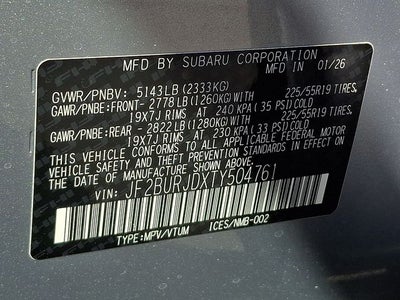 MFD BY SUBARU CORPORATION IN 01/26
GVWR/PNBV: 5143LB (2333KG)
GAWR/PNBE:FRONT- 2778LB (1260KG)WITH 225/55R19 TIRES,
19X7J RIMS AT 240 KPA (35 PSI)COLD
GAWR/PNBE:REAR - 2822LB (1280KG)WITH 225/55R19 TIRES,
19X7J RIMS AT 230 KPA (33 PSI)COLD
THIS VEHICLE CONFORMS TO ALL APPLICABLE FEDERAL MOTOR
VEHICLE SAFETY, BUMPER, AND THEFT PREVENTION STANDARDS
IN EFFECT ON THE DATE OF MANUFACTURE SHOWN ABOVE.
VIN: JF2BURJDXTY504761
TYPE:MPV/VTUM ICES/NMB-002